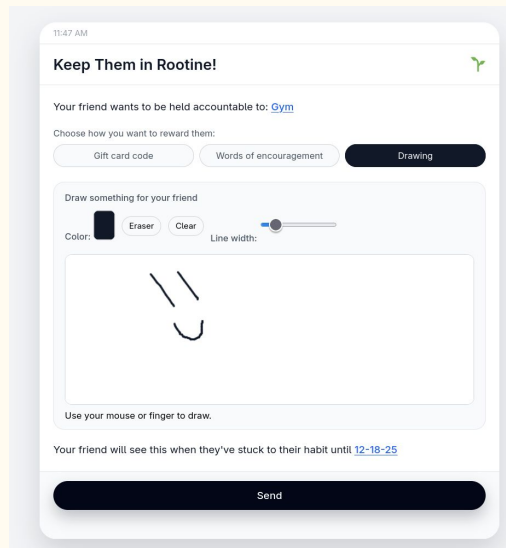 11:47 AM
Keep Them in Rootine!
Your friend wants to be held accountable to: Gym
Choose how you want to reward them:
Gift card code Words of encouragement Drawing
Draw something for your friend
Color: Eraser Clear Line width:
Use your mouse or finger to draw.
Your friend will see this when they've stuck to their habit until 12-18-25
Send